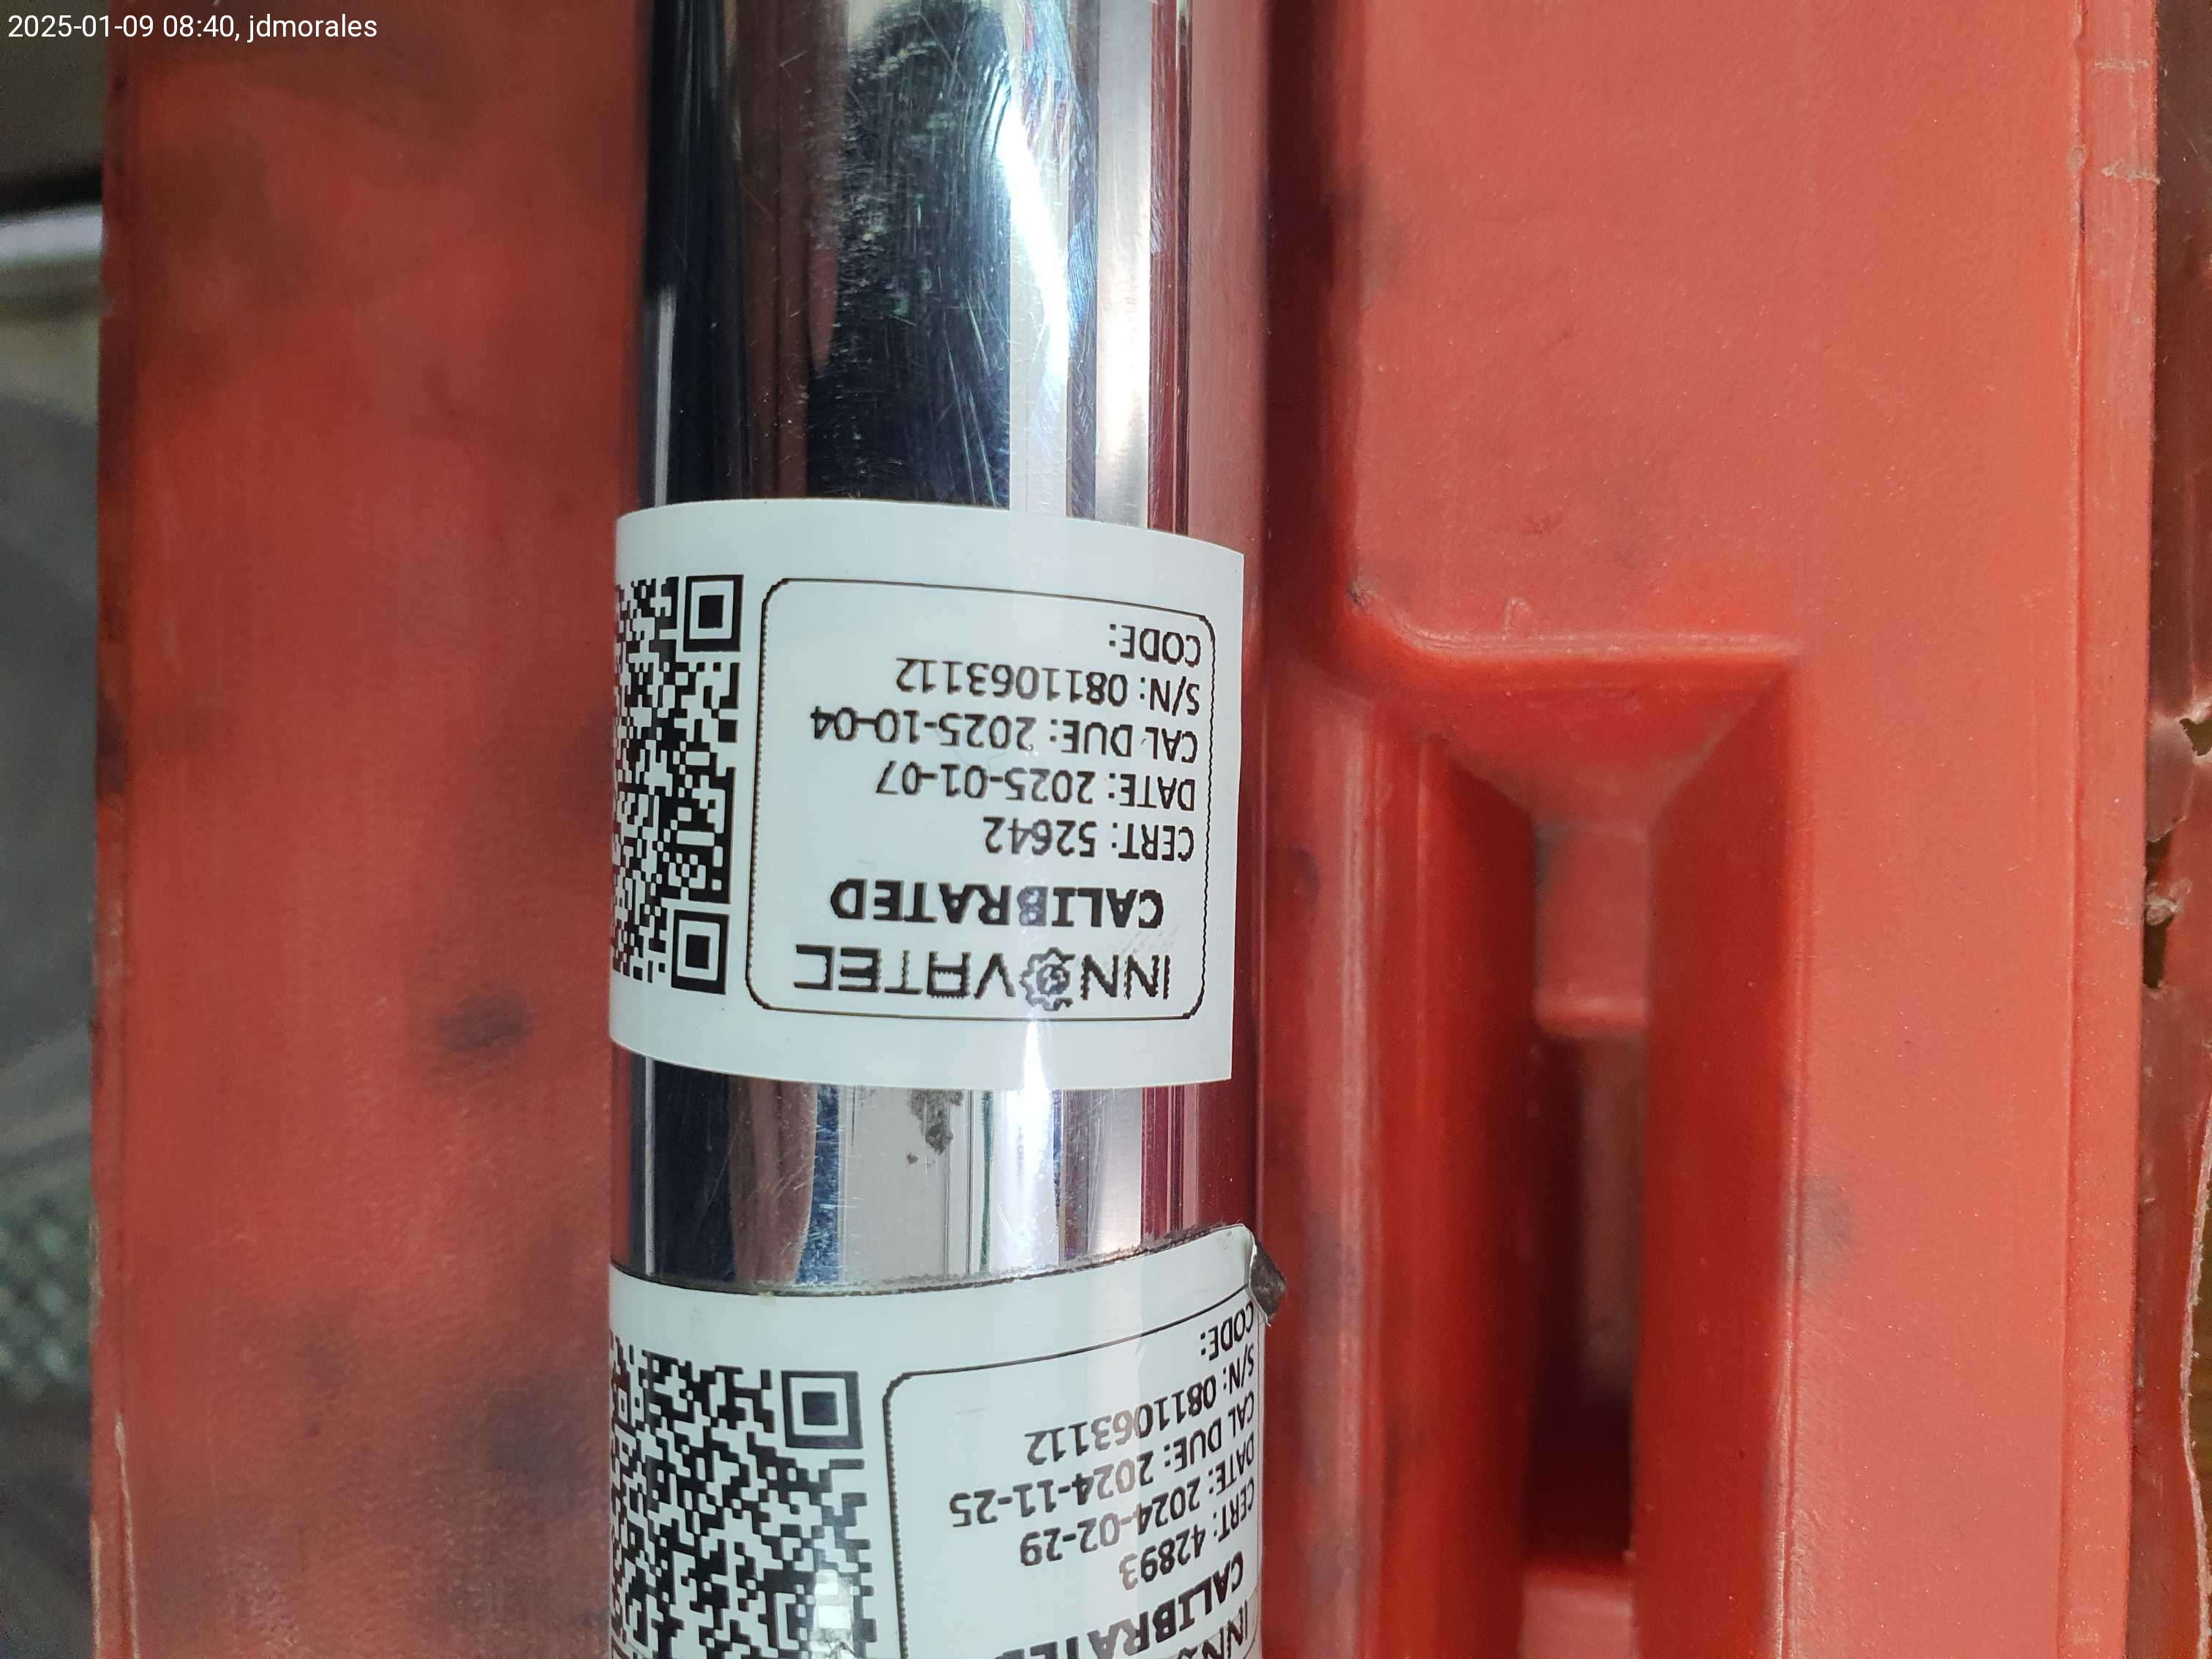 2025-01-09 08:40, jdmorales
INNOVATEC
CALIBRATED
CERT: 52642
DATE: 2025-01-07
CAL DUE: 2025-10-04
S/N: 0811063112
CODE:
CALIBRATED
CERT: 42893
DATE: 2024-02-29
CAL DUE: 2024-11-25
S/N: 0811063112
CODE: